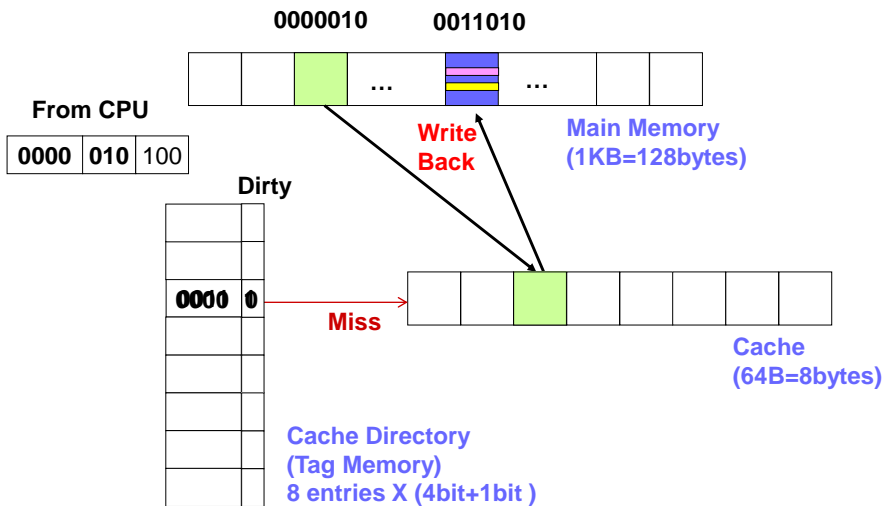 0000010 0011010
... ...
From CPU
0000 010 100
Write
Back
Main Memory
(1KB=128bytes)
Dirty
Miss
Cache
(64B=8bytes)
Cache Directory
(Tag Memory)
8 entries X (4bit+1bit )